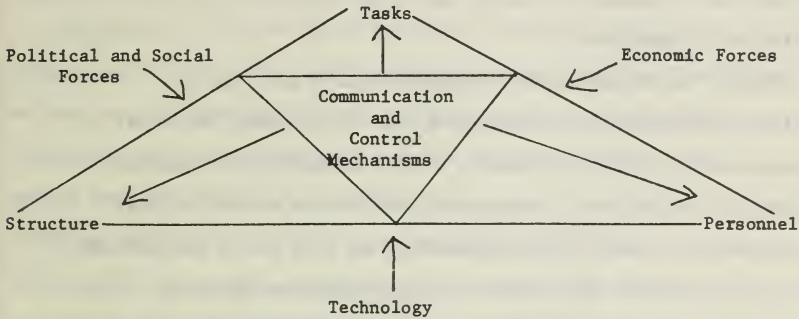 Tasks
Political and Social
Forces
Economic Forces
Communication
and
Control
Mechanisms
Structure
Personnel
Technology